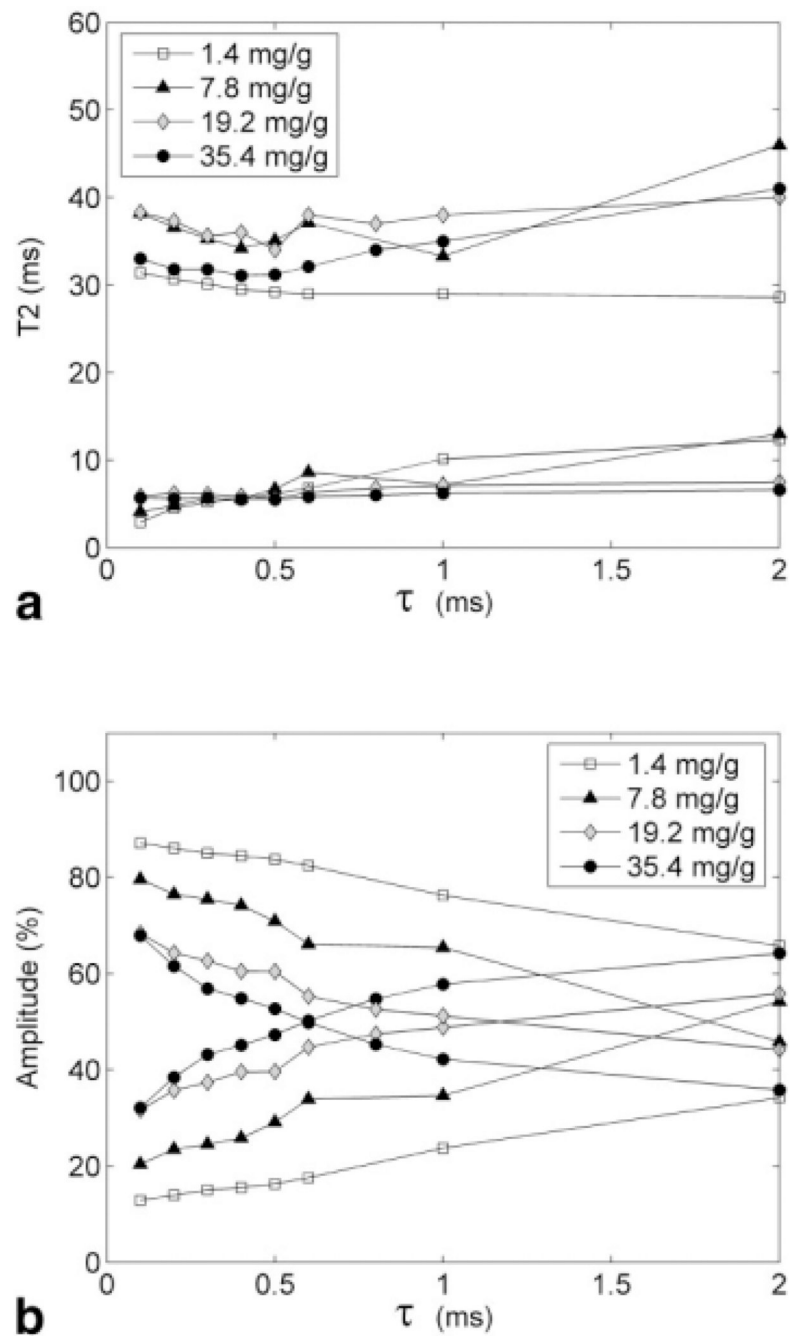 60
50
40
30
20
10
0
T2 (ms)
1.4 mg/g
7.8 mg/g
19.2 mg/g
35.4 mg/g
0 0.5 1 1.5 2
a τ (ms)
100
80
60
40
20
0
Amplitude (%)
1.4 mg/g
7.8 mg/g
19.2 mg/g
35.4 mg/g
0 0.5 1 1.5 2
b τ (ms)